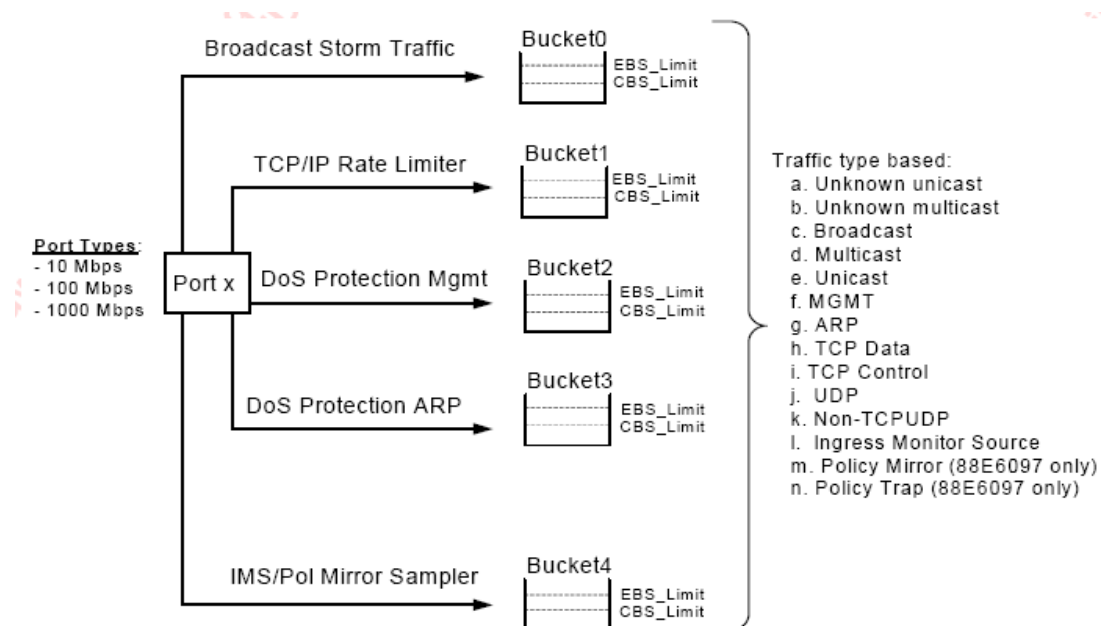 Broadcast Storm Traffic
Bucket0
EBS_Limit
CBS_Limit
TCP/IP Rate Limiter
Bucket1
EBS_Limit
CBS_Limit
Port Types:
- 10 Mbps
- 100 Mbps
- 1000 Mbps
Port x
DoS Protection Mgmt
Bucket2
EBS_Limit
CBS_Limit
DoS Protection ARP
Bucket3
EBS_Limit
CBS_Limit
IMS/Pol Mirror Sampler
Bucket4
EBS_Limit
CBS_Limit
Traffic type based:
a. Unknown unicast
b. Unknown multicast
c. Broadcast
d. Multicast
e. Unicast
f. MGMT
g. ARP
h. TCP Data
i. TCP Control
j. UDP
k. Non-TCPUDP
l. Ingress Monitor Source
m. Policy Mirror (88E6097 only)
n. Policy Trap (88E6097 only)